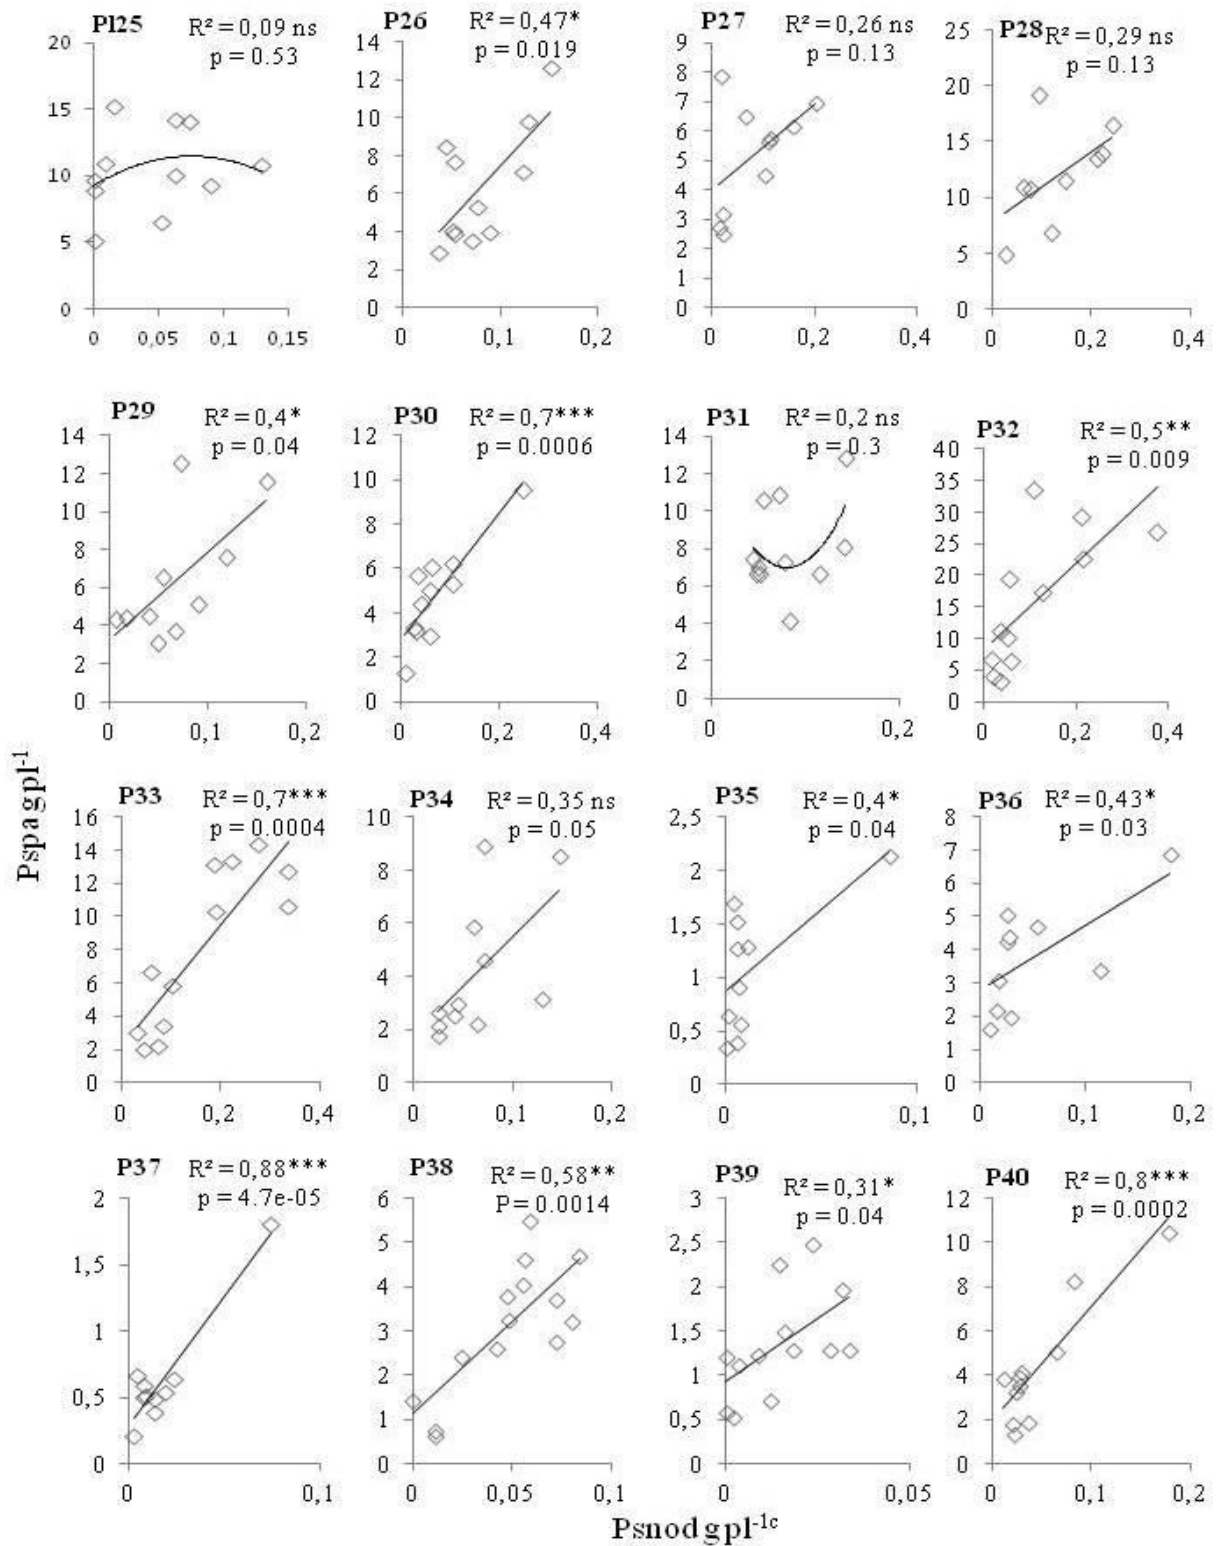 Pl25 R² = 0,09 ns
p = 0.53
20
15
10
5
0
0 0,05 0,1 0,15
P26 R² = 0,47*
p = 0.019
14
12
10
8
6
4
2
0
0 0,2
P27 R² = 0,26 ns
p = 0.13
9
8
7
6
5
4
3
2
1
0
0 0,2 0,4
P28 R² = 0,29 ns
p = 0.13
25
20
15
10
5
0
0 0,2 0,4
P29 R² = 0,4*
p = 0.04
14
12
10
8
6
4
2
0
0 0,1 0,2
P30 R² = 0,7***
p = 0.0006
12
10
8
6
4
2
0
0 0,2 0,4
P31 R² = 0,2 ns
p = 0.3
14
12
10
8
6
4
2
0
0 0,2
P32 R² = 0,5**
p = 0.009
40
35
30
25
20
15
10
5
0
0 0,2 0,4
Pspa gpl⁻¹
P33 R² = 0,7***
p = 0.0004
16
14
12
10
8
6
4
2
0
0 0,2 0,4
P34 R² = 0,35 ns
p = 0.05
10
8
6
4
2
0
0 0,1 0,2
P35 R² = 0,4*
p = 0.04
2,5
2
1,5
1
0,5
0
0 0,1
P36 R² = 0,43*
p = 0.03
8
7
6
5
4
3
2
1
0
0 0,1 0,2
P37 R² = 0,88***
p = 4.7e-05
2
1,5
1
0,5
0
0 0,1
P38 R² = 0,58**
P = 0.0014
6
5
4
3
2
1
0
0 0,05 0,1
P39 R² = 0,31*
p = 0.04
3
2,5
2
1,5
1
0,5
0
0 0,05
P40 R² = 0,8***
p = 0.0002
12
10
8
6
4
2
0
0 0,1 0,2
Psnod gpl⁻¹ᶜ